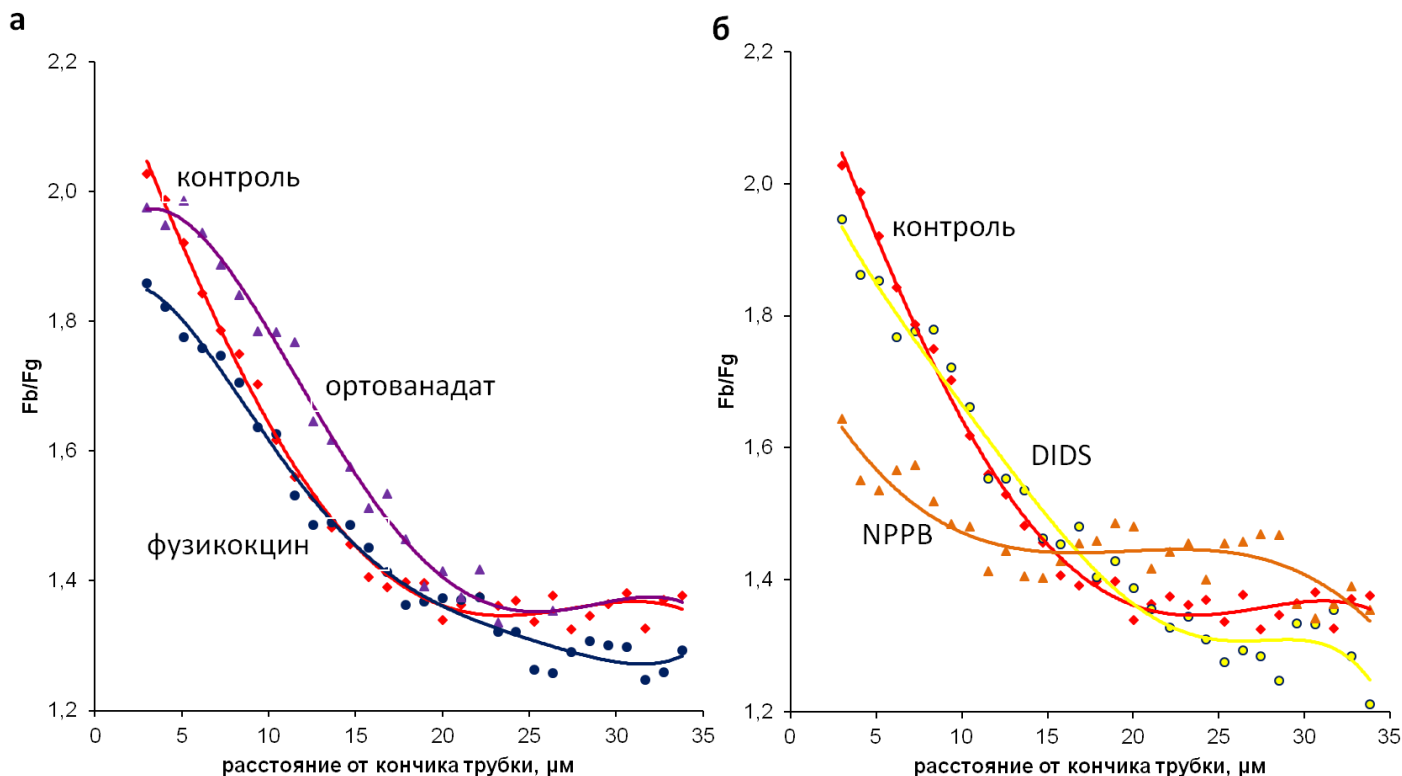 а
2,2
2,0
1,8
1,6
1,4
1,2
Fb/Fg
контроль
ортованадат
фузикокцин
0
5
10
15
20
25
30
35
расстояние от кончика трубки, μм
б
2,2
2,0
1,8
1,6
1,4
1,2
Fb/Fg
контроль
DIDS
NPPB
0
5
10
15
20
25
30
35
расстояние от кончика трубки, μм